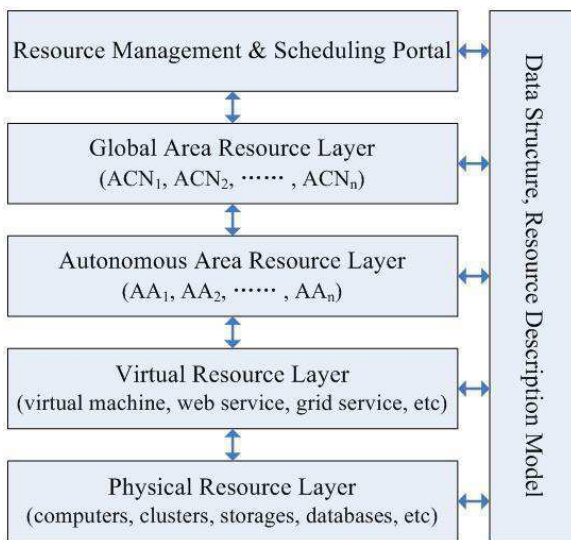 Resource Management & Scheduling Portal
Global Area Resource Layer
(ACN₁, ACN₂, ⋯⋯ , ACNₙ)
Autonomous Area Resource Layer
(AA₁, AA₂, ⋯⋯ , AAₙ)
Virtual Resource Layer
(virtual machine, web service, grid service, etc)
Physical Resource Layer
(computers, clusters, storages, databases, etc)
Data Structure, Resource Description Model